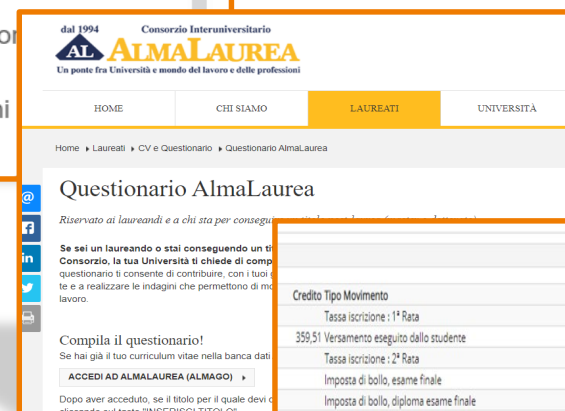 dal 1994 Consorzio Interuniversitario
AL ALMALAUREA
Un ponte fra Università e mondo del lavoro e delle professioni
HOME CHI SIAMO LAUREATI UNIVERSITÀ
Home ▸ Laureati ▸ CV e Questionario ▸ Questionario AlmaLaurea
Questionario AlmaLaurea
Riservato ai laureandi e a chi sta per
Se sei un laureando o stai conseguendo un
Consorzio, la tua Università ti chiede di
questionario ti consente di contribuire, con i tuoi
te e a realizzare le indagini che permettono di
lavoro.
Compila il questionario!
Se hai già il tuo curriculum vitae nella banca dati
ACCEDI AD ALMALAUREA (ALMAGO) ▸
Dopo aver acceduto, se il titolo per il quale devi
cliccando sul tasto "INSERISCI TITOLO"
Credito Tipo Movimento
Tassa iscrizione : 1ª Rata
359,51 Versamento eseguito dallo studente
Tassa iscrizione : 2ª Rata
Imposta di bollo, esame finale
Imposta di bollo, diploma esame finale